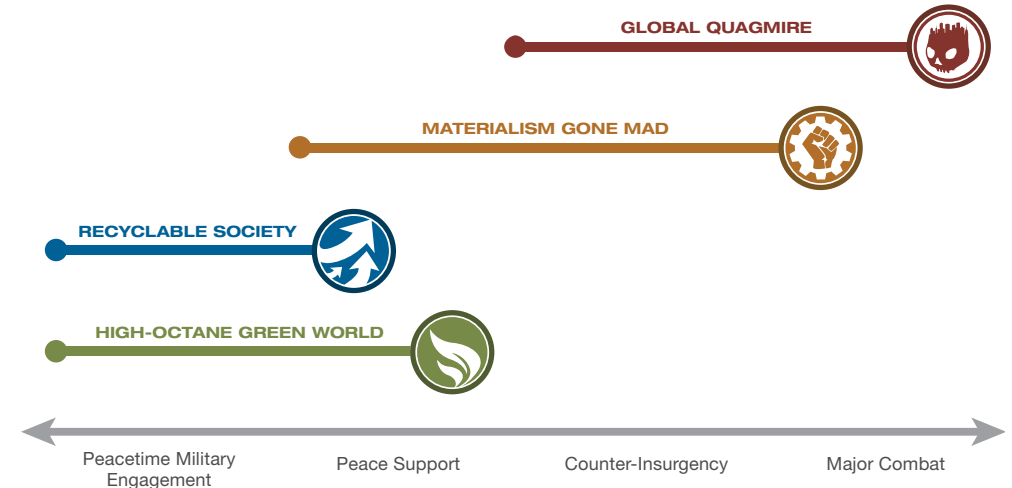 GLOBAL QUAGMIRE
MATERIALISM GONE MAD
RECYCLABLE SOCIETY
HIGH-OCTANE GREEN WORLD
Peacetime Military
Engagement
Peace Support
Counter-Insurgency
Major Combat